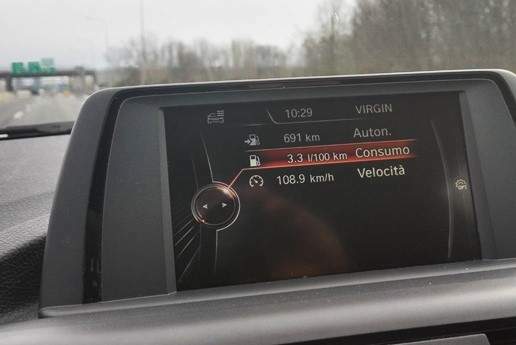 10:29 VIRGIN
691 km Auton.
3.3 l/100 km Consumo
108.9 km/h Velocità